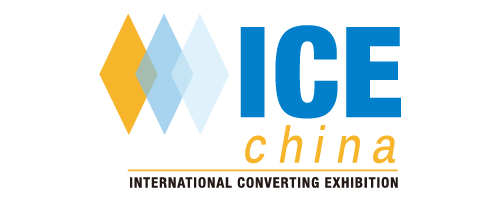 ICE
china
INTERNATIONAL CONVERTING EXHIBITION